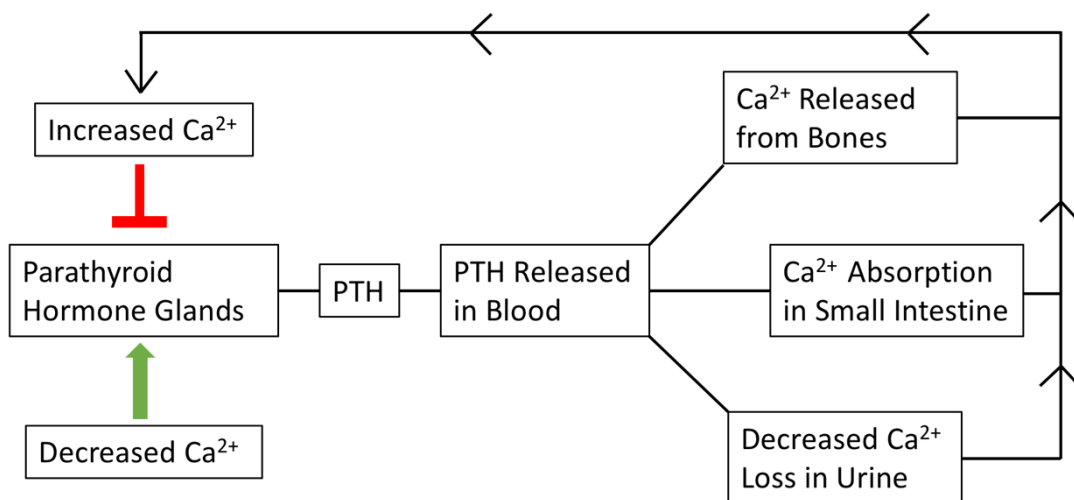 Increased Ca²⁺
Parathyroid
Hormone Glands
Decreased Ca²⁺
PTH
PTH Released
in Blood
Ca²⁺ Released
from Bones
Ca²⁺ Absorption
in Small Intestine
Decreased Ca²⁺
Loss in Urine